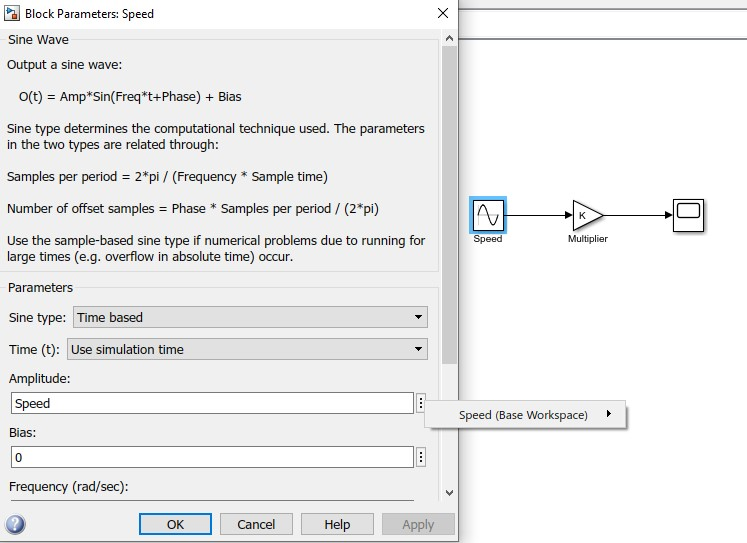 Block Parameters: Speed
Sine Wave
Output a sine wave:
O(t) = Amp*Sin(Freq*t+Phase) + Bias
Sine type determines the computational technique used. The parameters
in the two types are related through:
Samples per period = 2*pi / (Frequency * Sample time)
Number of offset samples = Phase * Samples per period / (2*pi)
Use the sample-based sine type if numerical problems due to running for
large times (e.g. overflow in absolute time) occur.
Parameters
Sine type: Time based
Time (t): Use simulation time
Amplitude:
Speed
Speed (Base Workspace)
Bias:
0
Frequency (rad/sec):
OK Cancel Help Apply
K
Speed Multiplier